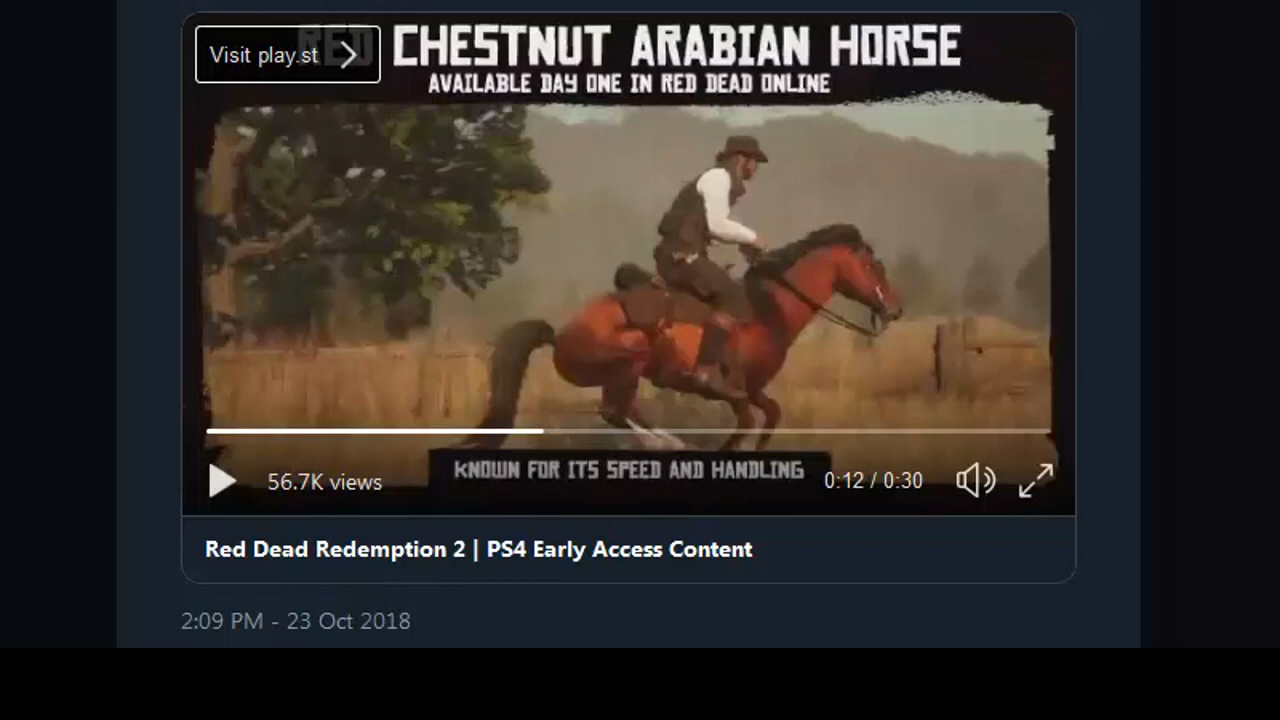 Visit play.st
RED CHESTNUT ARABIAN HORSE
AVAILABLE DAY ONE IN RED DEAD ONLINE
KNOWN FOR ITS SPEED AND HANDLING
56.7K views
0:12 / 0:30
Red Dead Redemption 2 | PS4 Early Access Content
2:09 PM - 23 Oct 2018